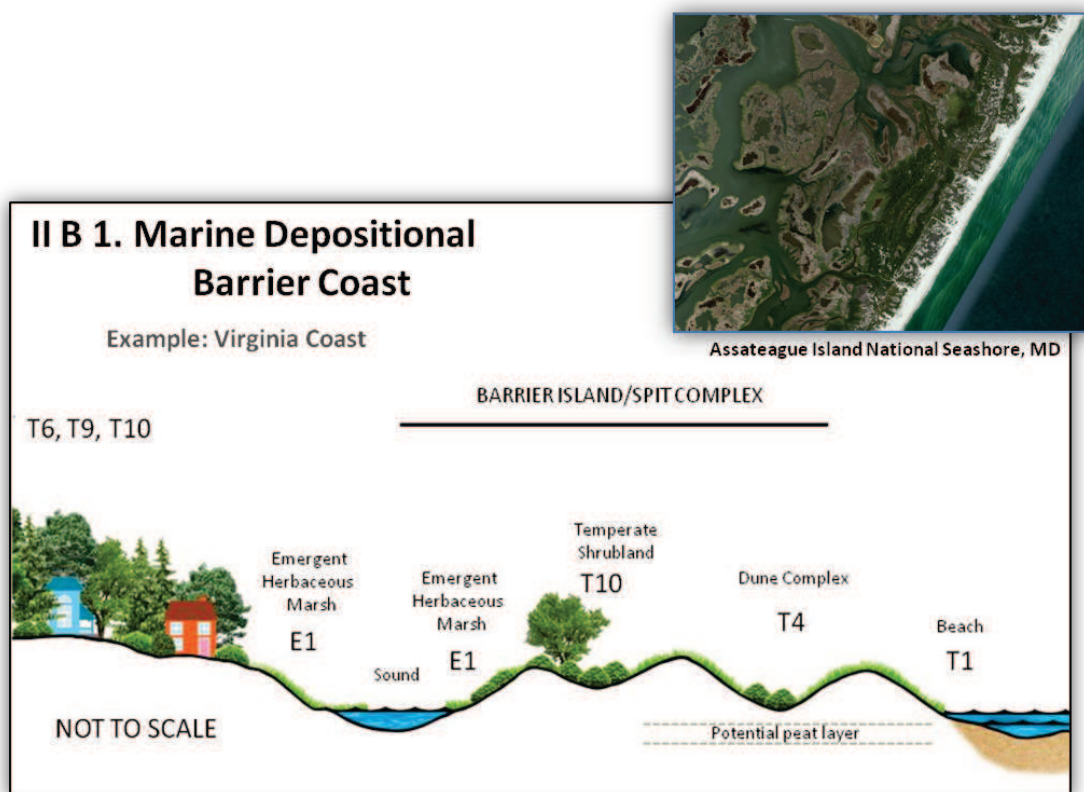 II B 1. Marine Depositional
Barrier Coast
Example: Virginia Coast
Assateague Island National Seashore, MD
BARRIER ISLAND/SPIT COMPLEX
T6, T9, T10
Emergent
Herbaceous
Marsh
E1
Sound
Emergent
Herbaceous
Marsh
E1
Temperate
Shrubland
T10
Dune Complex
T4
Beach
T1
NOT TO SCALE
Potential peat layer